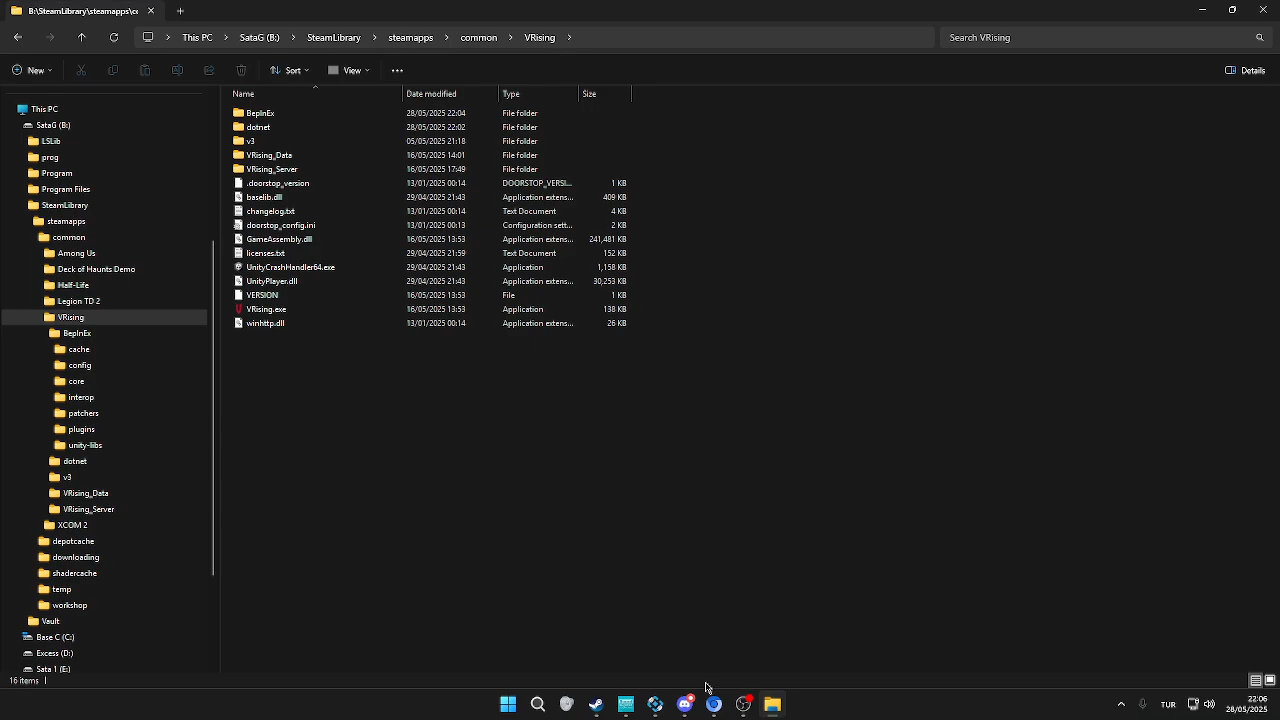 B:\SteamLibrary\steamapps\cc
This PC > SataG (B:) > SteamLibrary > steamapps > common > VRising >
Search VRising
New Sort View ... Details
Name Date modified Type Size
This PC
SataG (B:)
LSLib
prog
Program
Program Files
SteamLibrary
steamapps
common
Among Us
Deck of Haunts Demo
Half-Life
Legion TD 2
VRising
BepInEx
cache
config
core
interop
patchers
plugins
unity-libs
dotnet
v3
VRising_Data
VRising_Server
XCOM 2
depotcache
downloading
shadercache
temp
workshop
Vault
Base C (C:)
Excess (D:)
Sata 1 (E:)
BepInEx 28/05/2025 22:04 File folder
dotnet 28/05/2025 22:02 File folder
v3 05/05/2025 21:18 File folder
VRising_Data 16/05/2025 14:01 File folder
VRising_Server 16/05/2025 17:49 File folder
.doorstop_version 13/01/2025 00:14 DOORSTOP_VERSI... 1 KB
baselib.dll 29/04/2025 21:43 Application extens... 409 KB
changelog.txt 13/01/2025 00:14 Text Document 4 KB
doorstop_config.ini 13/01/2025 00:13 Configuration sett... 2 KB
GameAssembly.dll 16/05/2025 13:53 Application extens... 241,481 KB
licenses.txt 29/04/2025 21:59 Text Document 152 KB
UnityCrashHandler64.exe 29/04/2025 21:43 Application 1,158 KB
UnityPlayer.dll 29/04/2025 21:43 Application extens... 30,253 KB
VERSION 16/05/2025 13:53 File 1 KB
VRising.exe 16/05/2025 13:53 Application 138 KB
winhttp.dll 13/01/2025 00:14 Application extens... 26 KB
16 items
TUR
28/05/2025